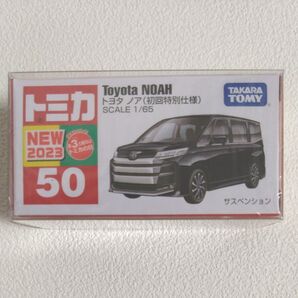 Toyota NOAH
トヨタ ノア(初回特別仕様)
SCALE 1/65
TAKARA
TOMY
トミカ
NEW
2023
50
サスペンション